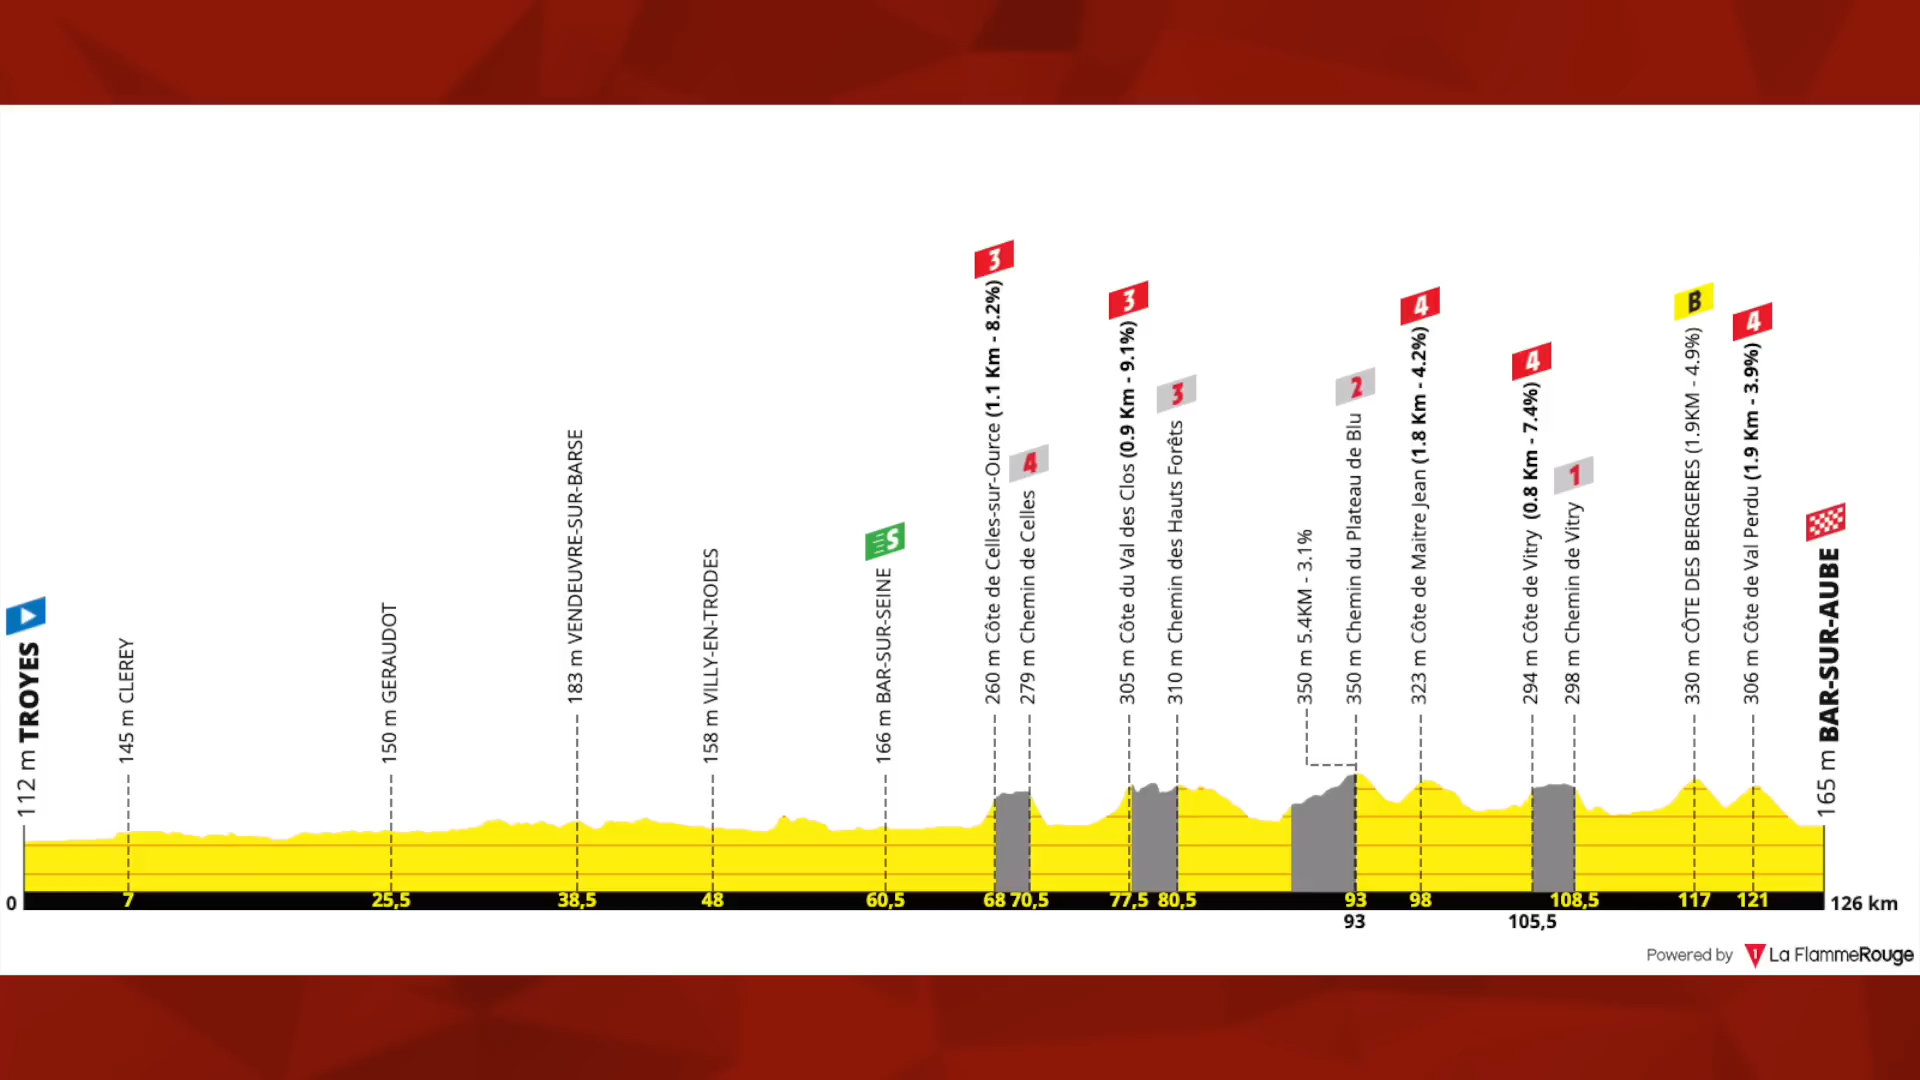 112 m TROYES
145 m CLEREY
150 m GERAUDOT
183 m VENDEUVRE-SUR-BARSE
158 m VILLY-EN-TRODES
S
166 m BAR-SUR-SEINE
3
260 m Côte de Celles-sur-Ource (1.1 Km - 8.2%)
4
279 m Chemin de Celles
3
305 m Côte du Val des Clos (0.9 Km - 9.1%)
3
310 m Chemin des Hauts Forêts
350 m 5.4KM - 3.1%
2
350 m Chemin du Plateau de Blu
4
323 m Côte de Maitre Jean (1.8 Km - 4.2%)
4
294 m Côte de Vitry (0.8 Km - 7.4%)
1
298 m Chemin de Vitry
B
330 m CÔTE DES BERGERES (1.9KM - 4.9%)
4
306 m Côte de Val Perdu (1.9 Km - 3.9%)
165 m BAR-SUR-AUBE
0 7 25,5 38,5 48 60,5 68 70,5 77,5 80,5 93 98 108,5 117 121 126 km
93 105,5
Powered by 1 La FlammeRouge